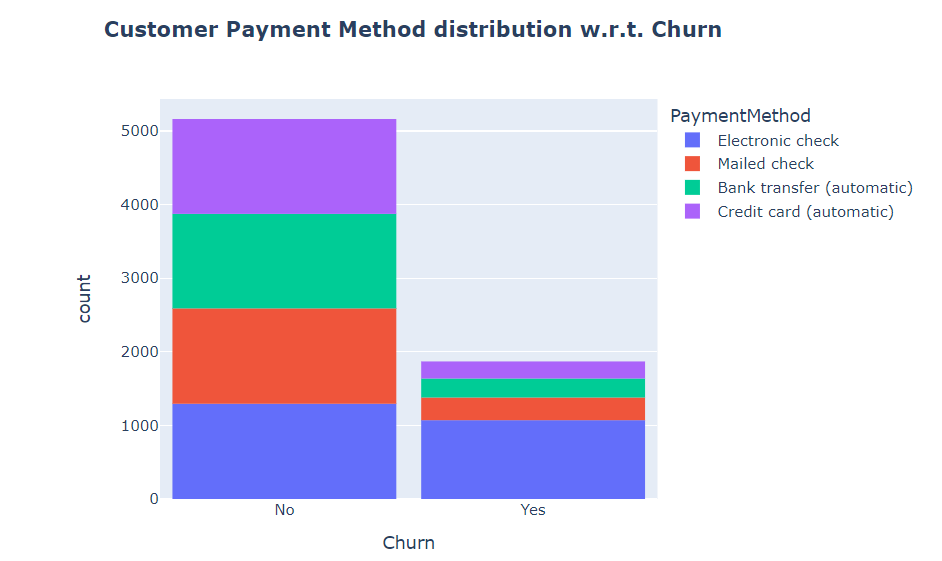 Customer Payment Method distribution w.r.t. Churn
PaymentMethod
Electronic check
Mailed check
Bank transfer (automatic)
Credit card (automatic)
5000
4000
3000
2000
1000
0
count
No
Yes
Churn